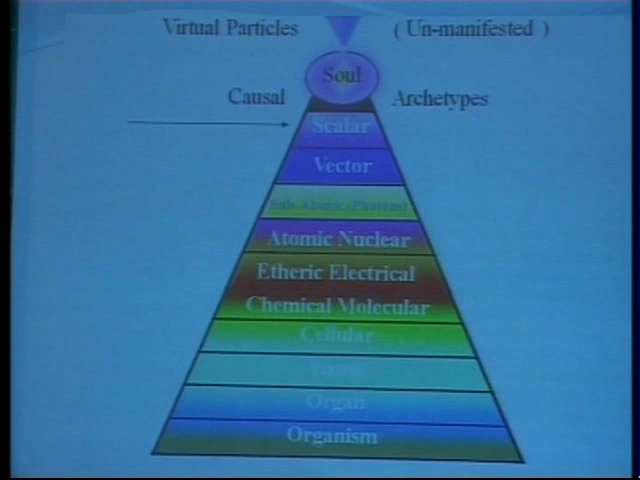 Virtual Particles ( Un-manifested )
Soul
Causal Archetypes
Scalar
Vector
Sub-Atomic (Photons)
Atomic Nuclear
Etheric Electrical
Chemical Molecular
Cellular
Organ
Organism